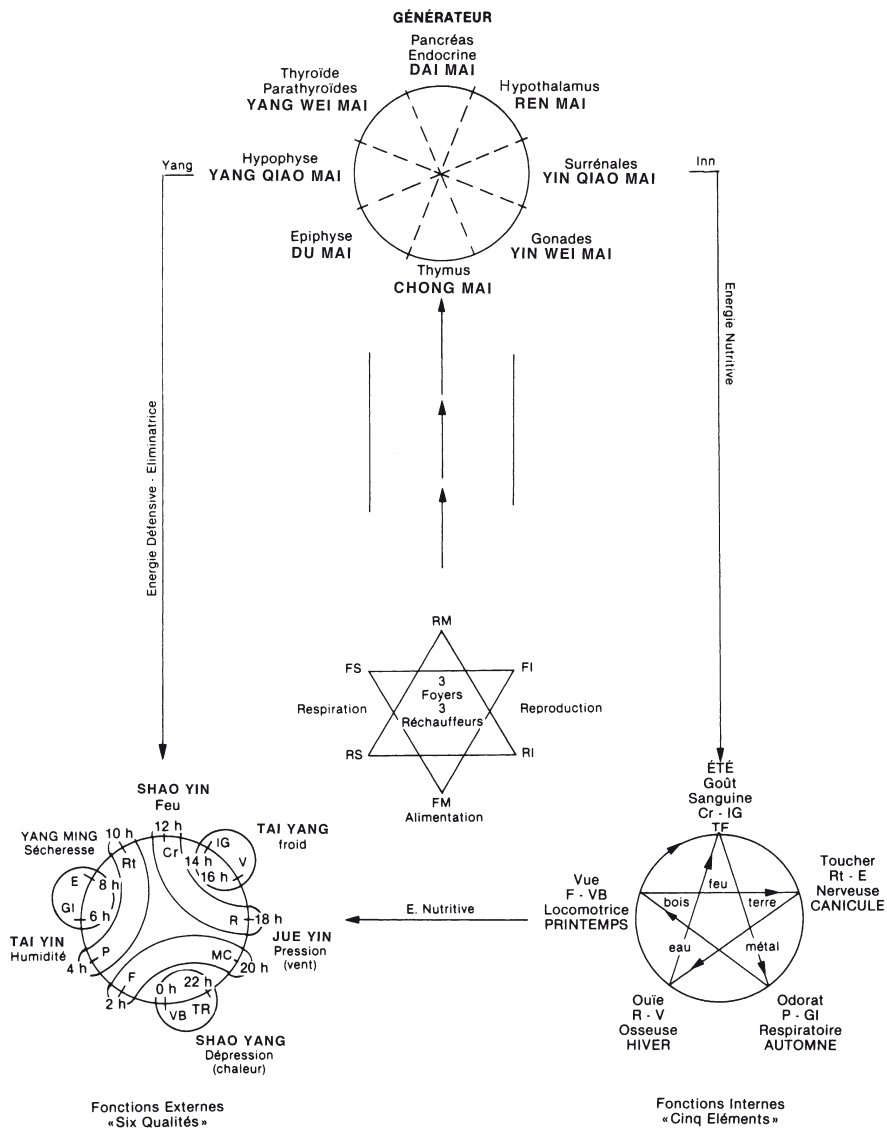 GÉNÉRATEUR
Pancréas
Endocrine
DAI MAI
Thyroïde
Parathyroïdes
YANG WEI MAI
Hypothalamus
REN MAI
Yang
Hypophyse
YANG QIAO MAI
Surrénales
YIN QIAO MAI
Inn
Epiphyse
DU MAI
Gonades
YIN WEI MAI
Thymus
CHONG MAI
Energie Défensive - Eliminatrice
Energie Nutritive
RM
FS
FI
3
Foyers
3
Réchauffeurs
Respiration
Reproduction
RS
RI
FM
Alimentation
SHAO YIN
Feu
12 h
Cr
YANG MING
Sécheresse
10 h
Rt
TAI YANG
froid
IG
14 h
V
16 h
E
8 h
GI
6 h
R
18 h
TAI YIN
Humidité
P
4 h
JUE YIN
Pression
(vent)
MC
20 h
F
2 h
0 h
22 h
VB
TR
SHAO YANG
Dépression
(chaleur)
Fonctions Externes
«Six Qualités»
E. Nutritive
ÉTÉ
Goût
Sanguine
Cr - IG
TF
Toucher
Rt - E
Nerveuse
CANICULE
Vue
F - VB
Locomotrice
PRINTEMPS
feu
bois
terre
eau
métal
Ouïe
R - V
Osseuse
HIVER
Odorat
P - GI
Respiratoire
AUTOMNE
Fonctions Internes
«Cinq Eléments»